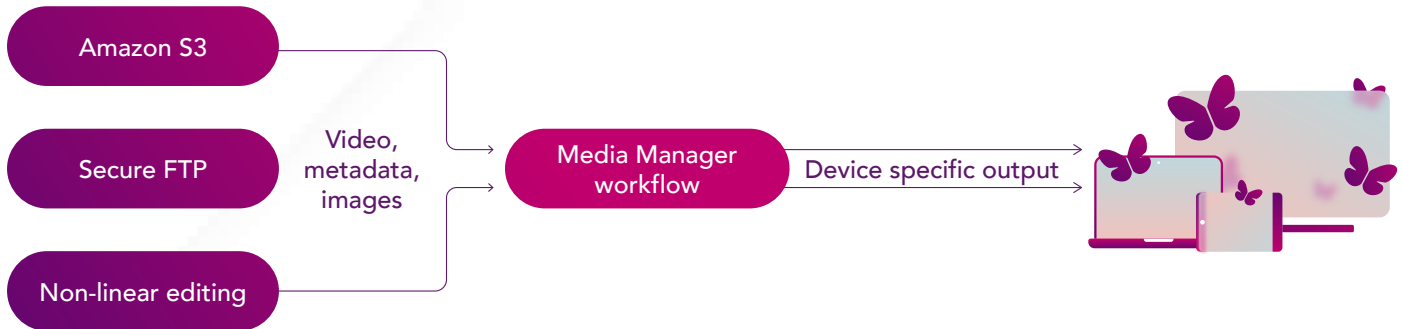 Amazon S3
Secure FTP
Non-linear editing
Video,
metadata,
images
Media Manager
workflow
Device specific output